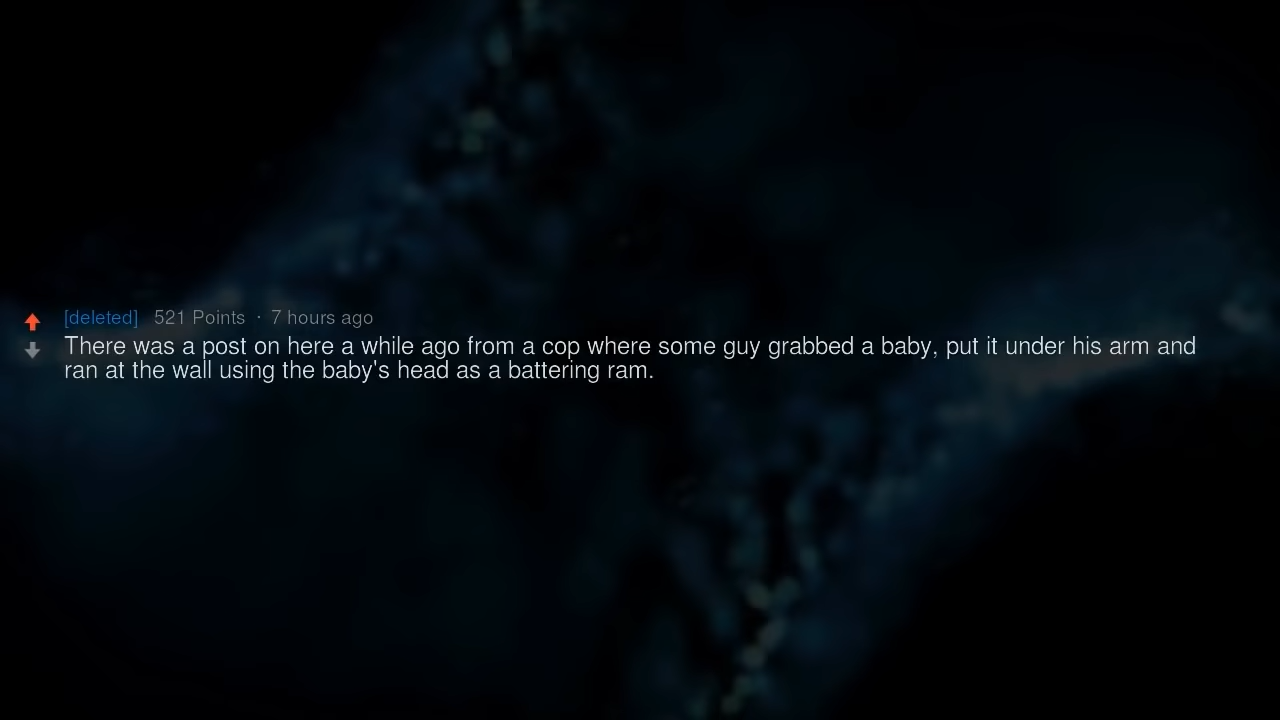 [deleted] 521 Points · 7 hours ago
There was a post on here a while ago from a cop where some guy grabbed a baby, put it under his arm and
ran at the wall using the baby's head as a battering ram.